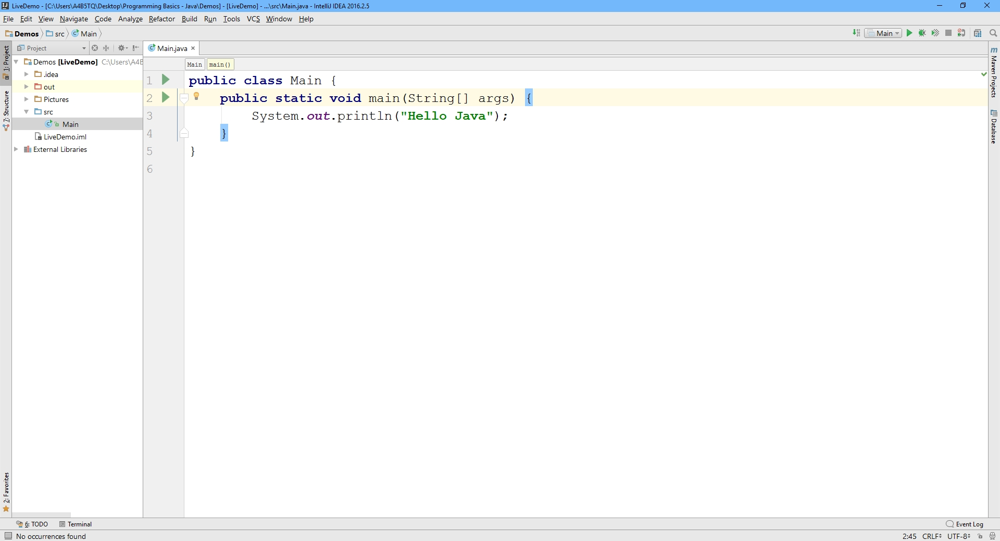 LiveDemo - [C:\Users\A4B5TQ\Desktop\Programming Basics - Java\Demos] - [LiveDemo] - ...\src\Main.java - IntelliJ IDEA 2016.2.5
File Edit View Navigate Code Analyze Refactor Build Run Tools VCS Window Help
Demos src Main
Main
1: Project
7: Structure
2: Favorites
Project
Demos [LiveDemo] C:\Users\A4B
.idea
out
Pictures
src
Main
LiveDemo.iml
External Libraries
Main.java
Main main()
1 public class Main {
2 public static void main(String[] args) {
3 System.out.println("Hello Java");
4 }
5 }
6
Maven Projects
Database
6: TODO Terminal
Event Log
No occurrences found
2:45 CRLF UTF-8